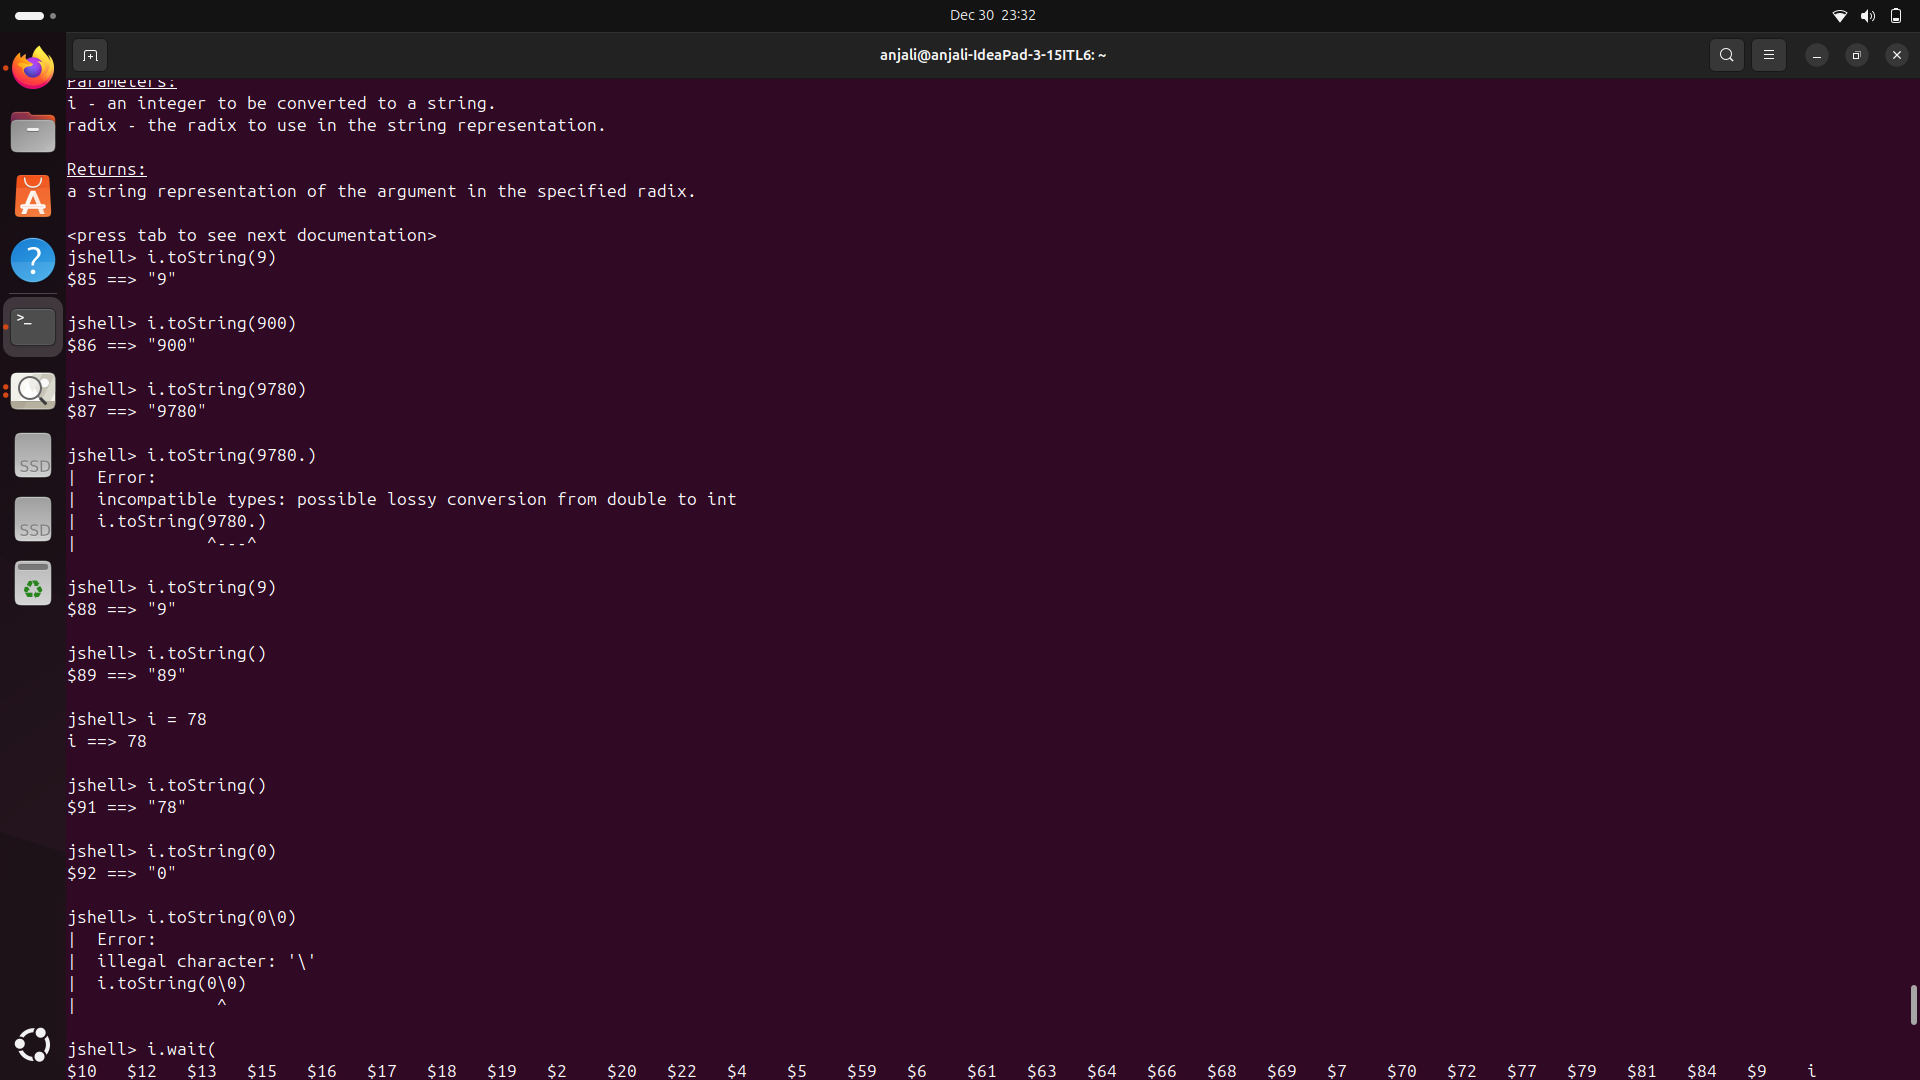 Dec 30 23:32
anjali@anjali-IdeaPad-3-15ITL6: ~
Parameters:
i - an integer to be converted to a string.
radix - the radix to use in the string representation.
Returns:
a string representation of the argument in the specified radix.
<press tab to see next documentation>
jshell> i.toString(9)
$85 ==> "9"
jshell> i.toString(900)
$86 ==> "900"
jshell> i.toString(9780)
$87 ==> "9780"
jshell> i.toString(9780.)
|  Error:
|  incompatible types: possible lossy conversion from double to int
|  i.toString(9780.)
|             ^---^
jshell> i.toString(9)
$88 ==> "9"
jshell> i.toString()
$89 ==> "89"
jshell> i = 78
i ==> 78
jshell> i.toString()
$91 ==> "78"
jshell> i.toString(0)
$92 ==> "0"
jshell> i.toString(0\0)
|  Error:
|  illegal character: '\'
|  i.toString(0\0)
|              ^
jshell> i.wait(
$10   $12   $13   $15   $16   $17   $18   $19   $2    $20   $22   $4    $5    $59   $6    $61   $63   $64   $66   $68   $69   $7    $70   $72   $77   $79   $81   $84   $9    i
>_
SSD
SSD
?
A